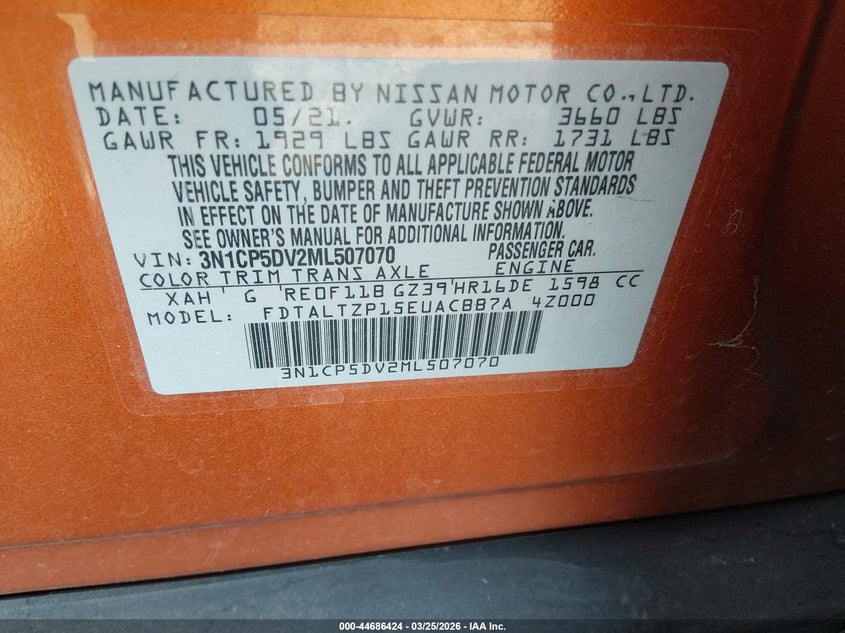 MANUFACTURED BY NISSAN MOTOR CO.,LTD.
DATE: 05/21. GVWR: 3660 LBS
GAWR FR: 1929 LBS GAWR RR: 1731 LBS
THIS VEHICLE CONFORMS TO ALL APPLICABLE FEDERAL MOTOR
VEHICLE SAFETY, BUMPER AND THEFT PREVENTION STANDARDS
IN EFFECT ON THE DATE OF MANUFACTURE SHOWN ABOVE.
SEE OWNER'S MANUAL FOR ADDITIONAL INFORMATION.
VIN: 3N1CP5DV2ML507070 PASSENGER CAR.
COLOR TRIM TRANS AXLE ENGINE
XAH G RE0F11B GZ39 HR16DE 1598 CC
MODEL: FDTALTZP15EUACBB7A 4Z000
3N1CP5DV2ML507070
000-44686424 | 03/25/2026 | IAA Inc.